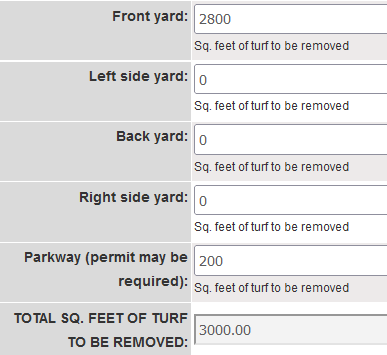 Front yard:
2800
Sq. feet of turf to be removed
Left side yard:
0
Sq. feet of turf to be removed
Back yard:
0
Sq. feet of turf to be removed
Right side yard:
0
Sq. feet of turf to be removed
Parkway (permit may be
required):
200
Sq. feet of turf to be removed
TOTAL SQ. FEET OF TURF
TO BE REMOVED:
3000.00